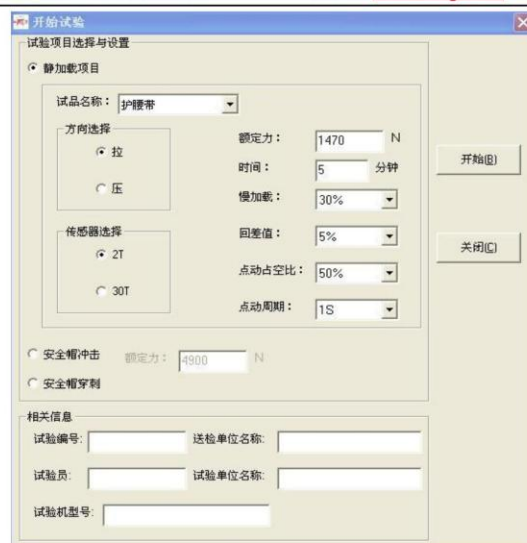 开始试验
试验项目选择与设置
静加载项目
试品名称： 护腰带
方向选择
拉
压
额定力： 1470 N
时间： 5 分钟
慢加载： 30%
传感器选择
2T
30T
回差值： 5%
点动占空比： 50%
点动周期： 1S
安全帽冲击 额定力： 4900 N
安全帽穿刺
开始(B)
关闭(C)
相关信息
试验编号: 送检单位名称:
试验员: 试验单位名称:
试验机型号: